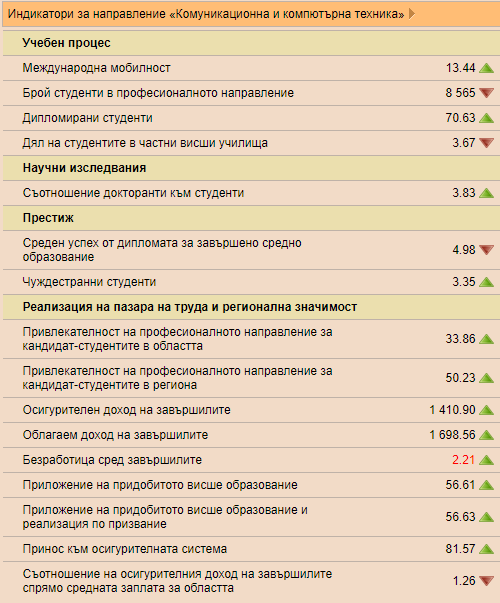 Индикатори за направление «Комуникационна и компютърна техника»
Учебен процес
Международна мобилност 13.44
Брой студенти в професионалното направление 8 565
Дипломирани студенти 70.63
Дял на студентите в частни висши училища 3.67
Научни изследвания
Съотношение докторанти към студенти 3.83
Престиж
Среден успех от дипломата за завършено средно
образование 4.98
Чуждестранни студенти 3.35
Реализация на пазара на труда и регионална значимост
Привлекателност на професионалното направление за
кандидат-студентите в областта 33.86
Привлекателност на професионалното направление за
кандидат-студентите в региона 50.23
Осигурителен доход на завършилите 1 410.90
Облагаем доход на завършилите 1 698.56
Безработица сред завършилите 2.21
Приложение на придобитото висше образование 56.61
Приложение на придобитото висше образование и
реализация по призвание 56.63
Принос към осигурителната система 81.57
Съотношение на осигурителния доход на завършилите
спрямо средната заплата за областта 1.26